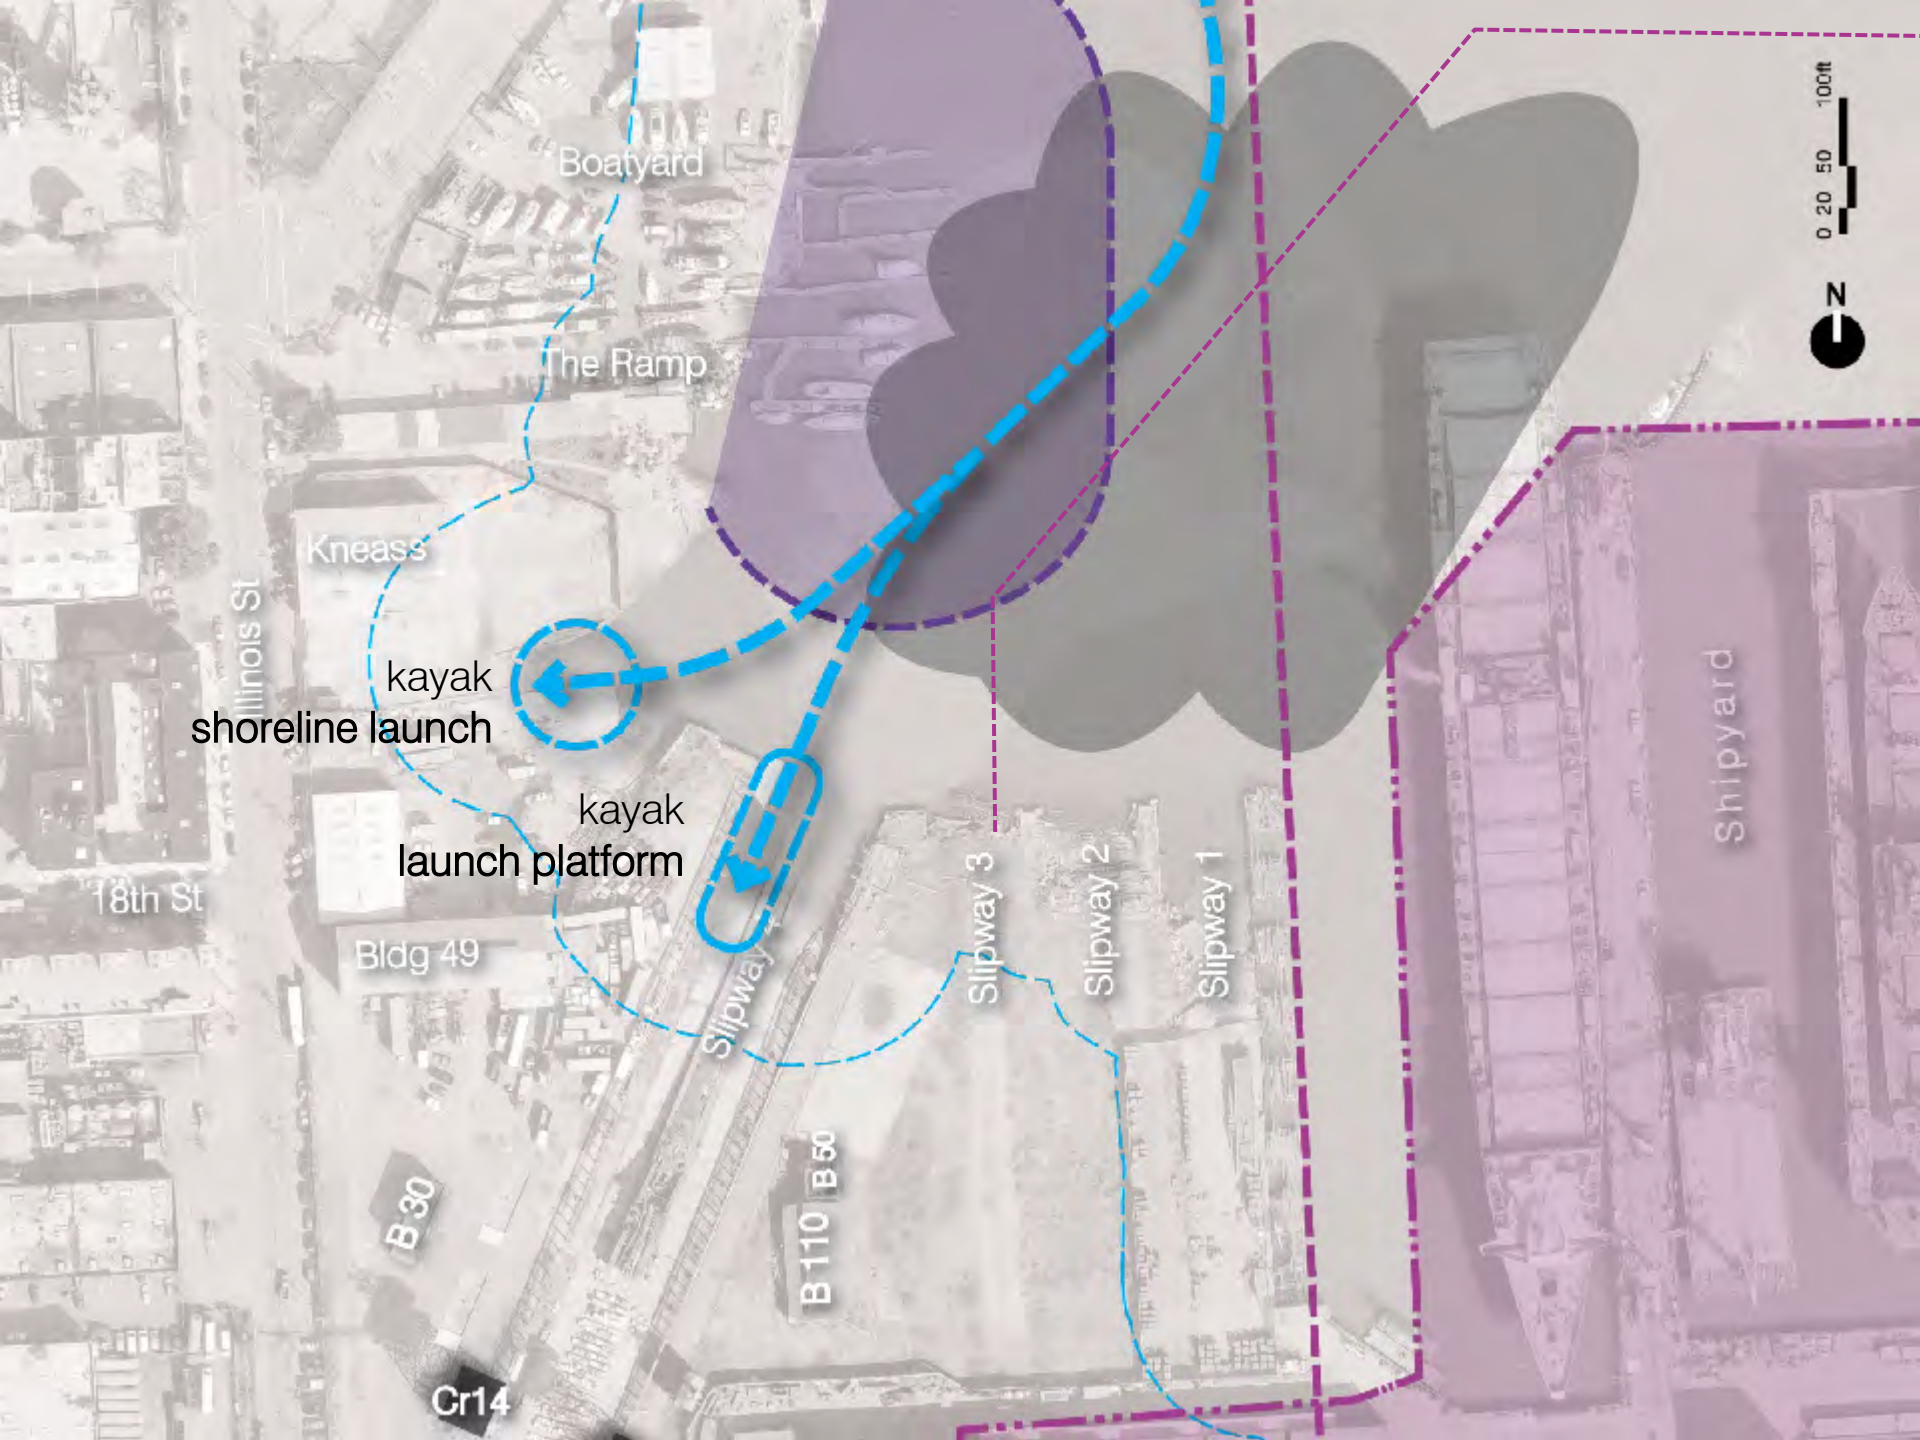 100ft
50
20
0
N
Boatyard
The Ramp
Kneass
Illinois St
kayak
shoreline launch
kayak
launch platform
Shipyard
18th St
Bldg 49
Slipway
Slipway 3
Slipway 2
Slipway 1
B 30
B 110
B 50
Cr14